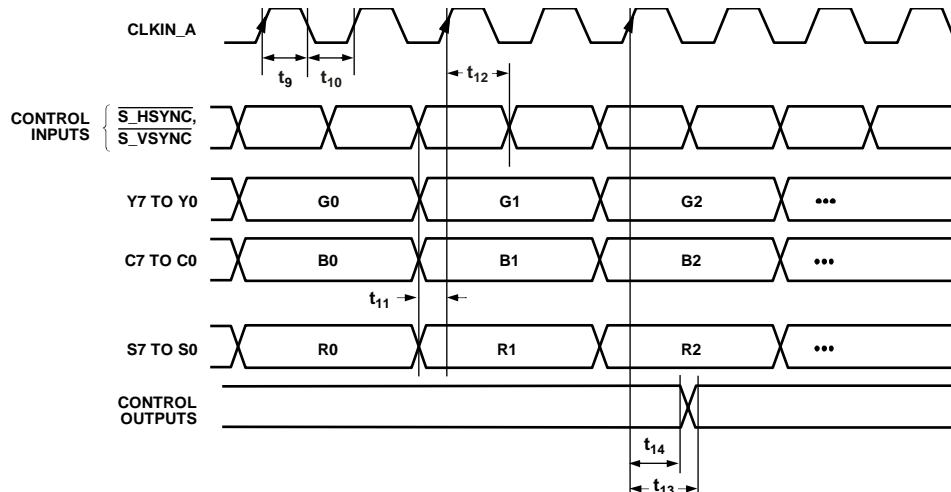 CLKIN_A
t9
t10
t12
CONTROL
INPUTS
S_HSYNC,
S_VSYNC
Y7 TO Y0
G0
G1
G2
•••
C7 TO C0
B0
B1
B2
•••
t11
S7 TO S0
R0
R1
R2
•••
CONTROL
OUTPUTS
t14
t13